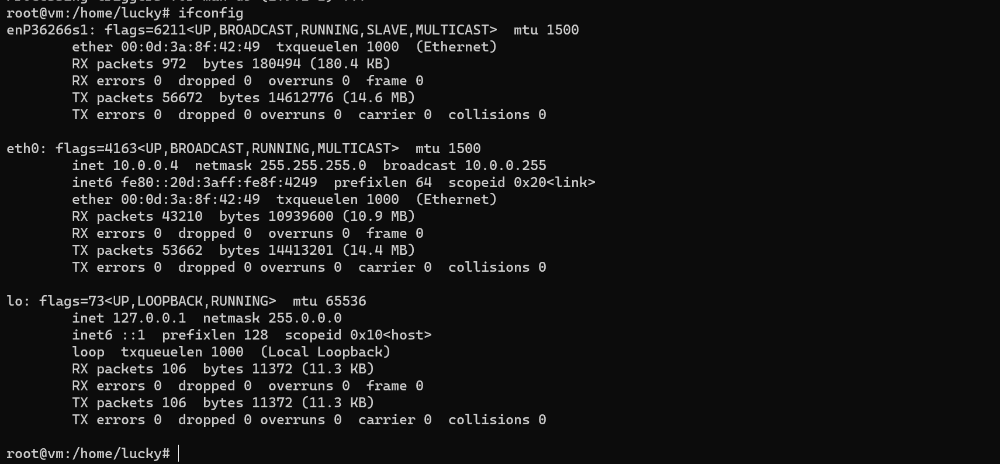 root@vm:/home/lucky# ifconfig
enP36266s1: flags=6211<UP,BROADCAST,RUNNING,SLAVE,MULTICAST>  mtu 1500
        ether 00:0d:3a:8f:42:49  txqueuelen 1000  (Ethernet)
        RX packets 972  bytes 180494 (180.4 KB)
        RX errors 0  dropped 0  overruns 0  frame 0
        TX packets 56672  bytes 14612776 (14.6 MB)
        TX errors 0  dropped 0 overruns 0  carrier 0  collisions 0

eth0: flags=4163<UP,BROADCAST,RUNNING,MULTICAST>  mtu 1500
        inet 10.0.0.4  netmask 255.255.255.0  broadcast 10.0.0.255
        inet6 fe80::20d:3aff:fe8f:4249  prefixlen 64  scopeid 0x20<link>
        ether 00:0d:3a:8f:42:49  txqueuelen 1000  (Ethernet)
        RX packets 43210  bytes 10939600 (10.9 MB)
        RX errors 0  dropped 0  overruns 0  frame 0
        TX packets 53662  bytes 14413201 (14.4 MB)
        TX errors 0  dropped 0 overruns 0  carrier 0  collisions 0

lo: flags=73<UP,LOOPBACK,RUNNING>  mtu 65536
        inet 127.0.0.1  netmask 255.0.0.0
        inet6 ::1  prefixlen 128  scopeid 0x10<host>
        loop  txqueuelen 1000  (Local Loopback)
        RX packets 106  bytes 11372 (11.3 KB)
        RX errors 0  dropped 0  overruns 0  frame 0
        TX packets 106  bytes 11372 (11.3 KB)
        TX errors 0  dropped 0 overruns 0  carrier 0  collisions 0

root@vm:/home/lucky#